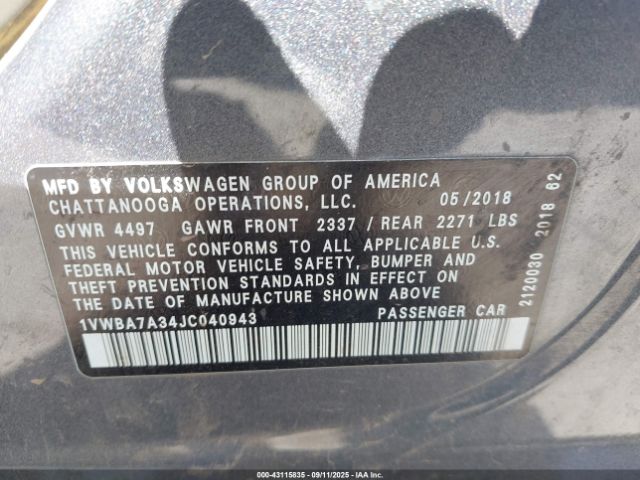 MFD BY VOLKSWAGEN GROUP OF AMERICA
CHATTANOOGA OPERATIONS, LLC. 05/2018
GVWR 4497 GAWR FRONT 2337 / REAR 2271 LBS
THIS VEHICLE CONFORMS TO ALL APPLICABLE U.S.
FEDERAL MOTOR VEHICLE SAFETY, BUMPER AND
THEFT PREVENTION STANDARDS IN EFFECT ON
THE DATE OF MANUFACTURE SHOWN ABOVE.
1VWBA7A34JC040943 PASSENGER CAR
2120030 2018 62
000-43115835 - 09/11/2025 - IAA Inc.